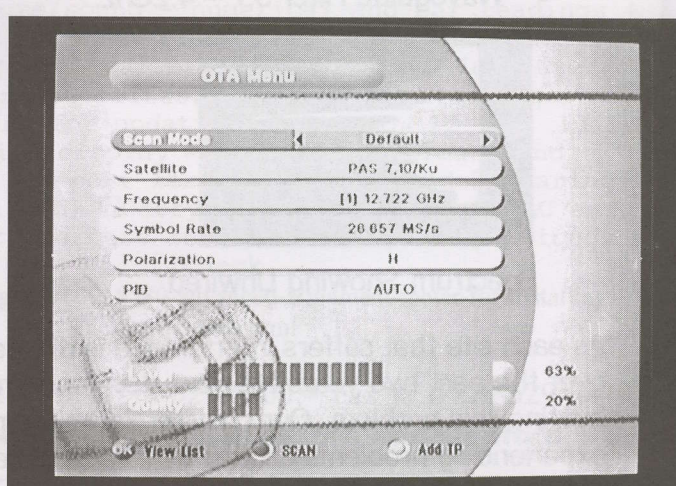 OTA Menu
Scan Mode Default
Satellite PAS 7,10/Ku
Frequency [1] 12.722 GHz
Symbol Rate 26.657 MS/s
Polarization H
PID AUTO
Level 63%
Quality 20%
OK View List SCAN Add TP